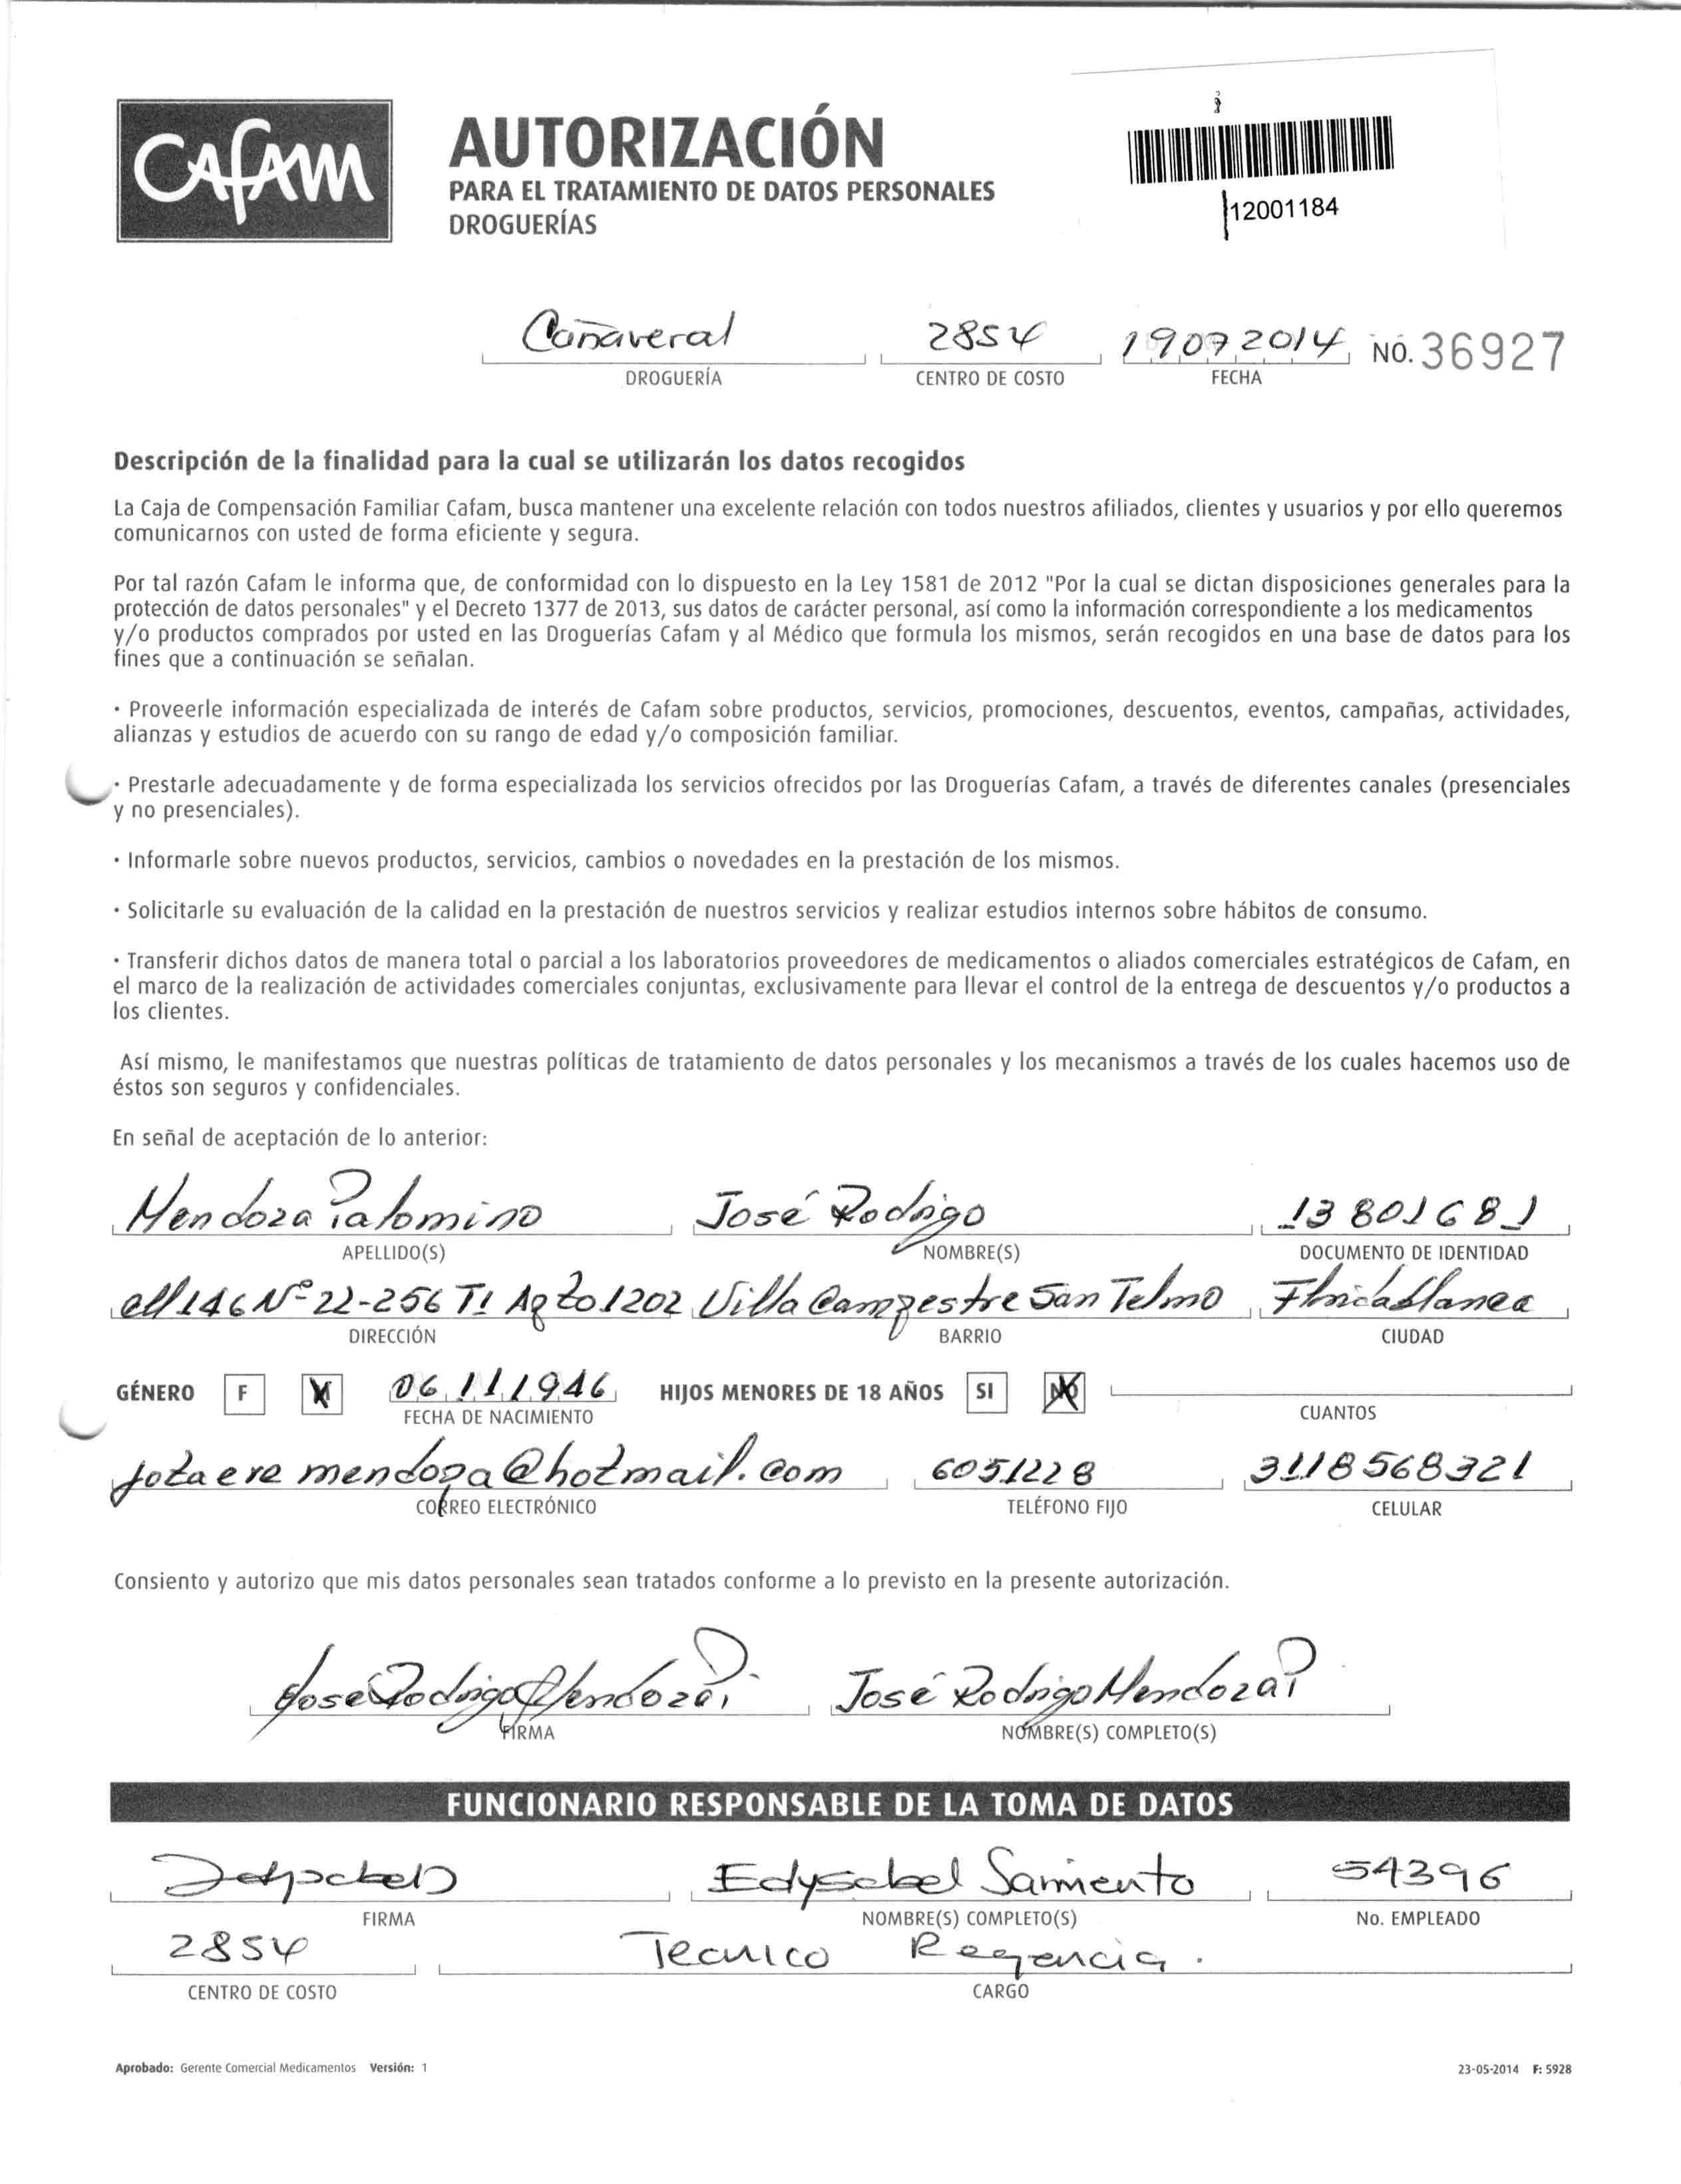 Cafam
AUTORIZACIÓN
PARA EL TRATAMIENTO DE DATOS PERSONALES
DROGUERÍAS
12001184
Cañaveral 2854 19072014 NO. 36927
DROGUERÍA CENTRO DE COSTO FECHA
Descripción de la finalidad para la cual se utilizarán los datos recogidos
La Caja de Compensación Familiar Cafam, busca mantener una excelente relación con todos nuestros afiliados, clientes y usuarios y por ello queremos
comunicarnos con usted de forma eficiente y segura.
Por tal razón Cafam le informa que, de conformidad con lo dispuesto en la Ley 1581 de 2012 "Por la cual se dictan disposiciones generales para la
protección de datos personales" y el Decreto 1377 de 2013, sus datos de carácter personal, así como la información correspondiente a los medicamentos
y/o productos comprados por usted en las Droguerías Cafam y al Médico que formula los mismos, serán recogidos en una base de datos para los
fines que a continuación se señalan.
· Proveerle información especializada de interés de Cafam sobre productos, servicios, promociones, descuentos, eventos, campañas, actividades,
alianzas y estudios de acuerdo con su rango de edad y/o composición familiar.
· Prestarle adecuadamente y de forma especializada los servicios ofrecidos por las Droguerías Cafam, a través de diferentes canales (presenciales
y no presenciales).
· Informarle sobre nuevos productos, servicios, cambios o novedades en la prestación de los mismos.
· Solicitarle su evaluación de la calidad en la prestación de nuestros servicios y realizar estudios internos sobre hábitos de consumo.
· Transferir dichos datos de manera total o parcial a los laboratorios proveedores de medicamentos o aliados comerciales estratégicos de Cafam, en
el marco de la realización de actividades comerciales conjuntas, exclusivamente para llevar el control de la entrega de descuentos y/o productos a
los clientes.
Así mismo, le manifestamos que nuestras políticas de tratamiento de datos personales y los mecanismos a través de los cuales hacemos uso de
éstos son seguros y confidenciales.
En señal de aceptación de lo anterior:
Mendoza Palomino José Rodrigo 13801681
APELLIDO(S) NOMBRE(S) DOCUMENTO DE IDENTIDAD
cll 146 Nº 22-256 T1 Apto 1202 Villa Campestre San Telmo Floridablanca
DIRECCIÓN BARRIO CIUDAD
GÉNERO F M 06111946 HIJOS MENORES DE 18 AÑOS SI NO
FECHA DE NACIMIENTO CUANTOS
jotaeremendoza@hotmail.com 6051228 3118568321
CORREO ELECTRÓNICO TELÉFONO FIJO CELULAR
Consiento y autorizo que mis datos personales sean tratados conforme a lo previsto en la presente autorización.
José Rodrigo Mendoza P. José Rodrigo Mendoza P
FIRMA NOMBRE(S) COMPLETO(S)
FUNCIONARIO RESPONSABLE DE LA TOMA DE DATOS
Edysabel Sarmiento 54396
FIRMA NOMBRE(S) COMPLETO(S) No. EMPLEADO
2854 Tecnico Regencia.
CENTRO DE COSTO CARGO
Aprobado: Gerente Comercial Medicamentos Versión: 1 23-05-2014 F: 5928